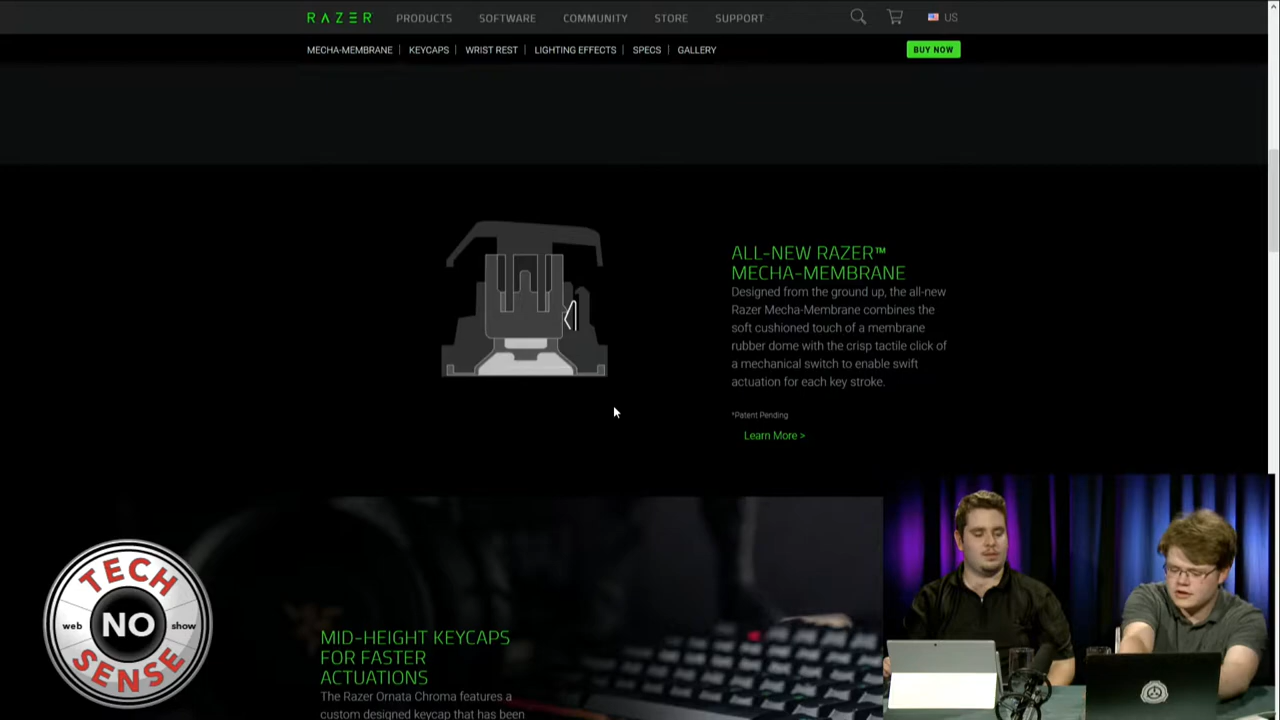 RAZER PRODUCTS SOFTWARE COMMUNITY STORE SUPPORT US
MECHA-MEMBRANE | KEYCAPS | WRIST REST | LIGHTING EFFECTS | SPECS | GALLERY BUY NOW
ALL-NEW RAZER™
MECHA-MEMBRANE
Designed from the ground up, the all-new
Razer Mecha-Membrane combines the
soft cushioned touch of a membrane
rubber dome with the crisp tactile click of
a mechanical switch to enable swift
actuation for each key stroke.
*Patent Pending
Learn More >
MID-HEIGHT KEYCAPS
FOR FASTER
ACTUATIONS
The Razer Ornata Chroma features a
custom designed keycap that has been
TECH
web NO show
SENSE